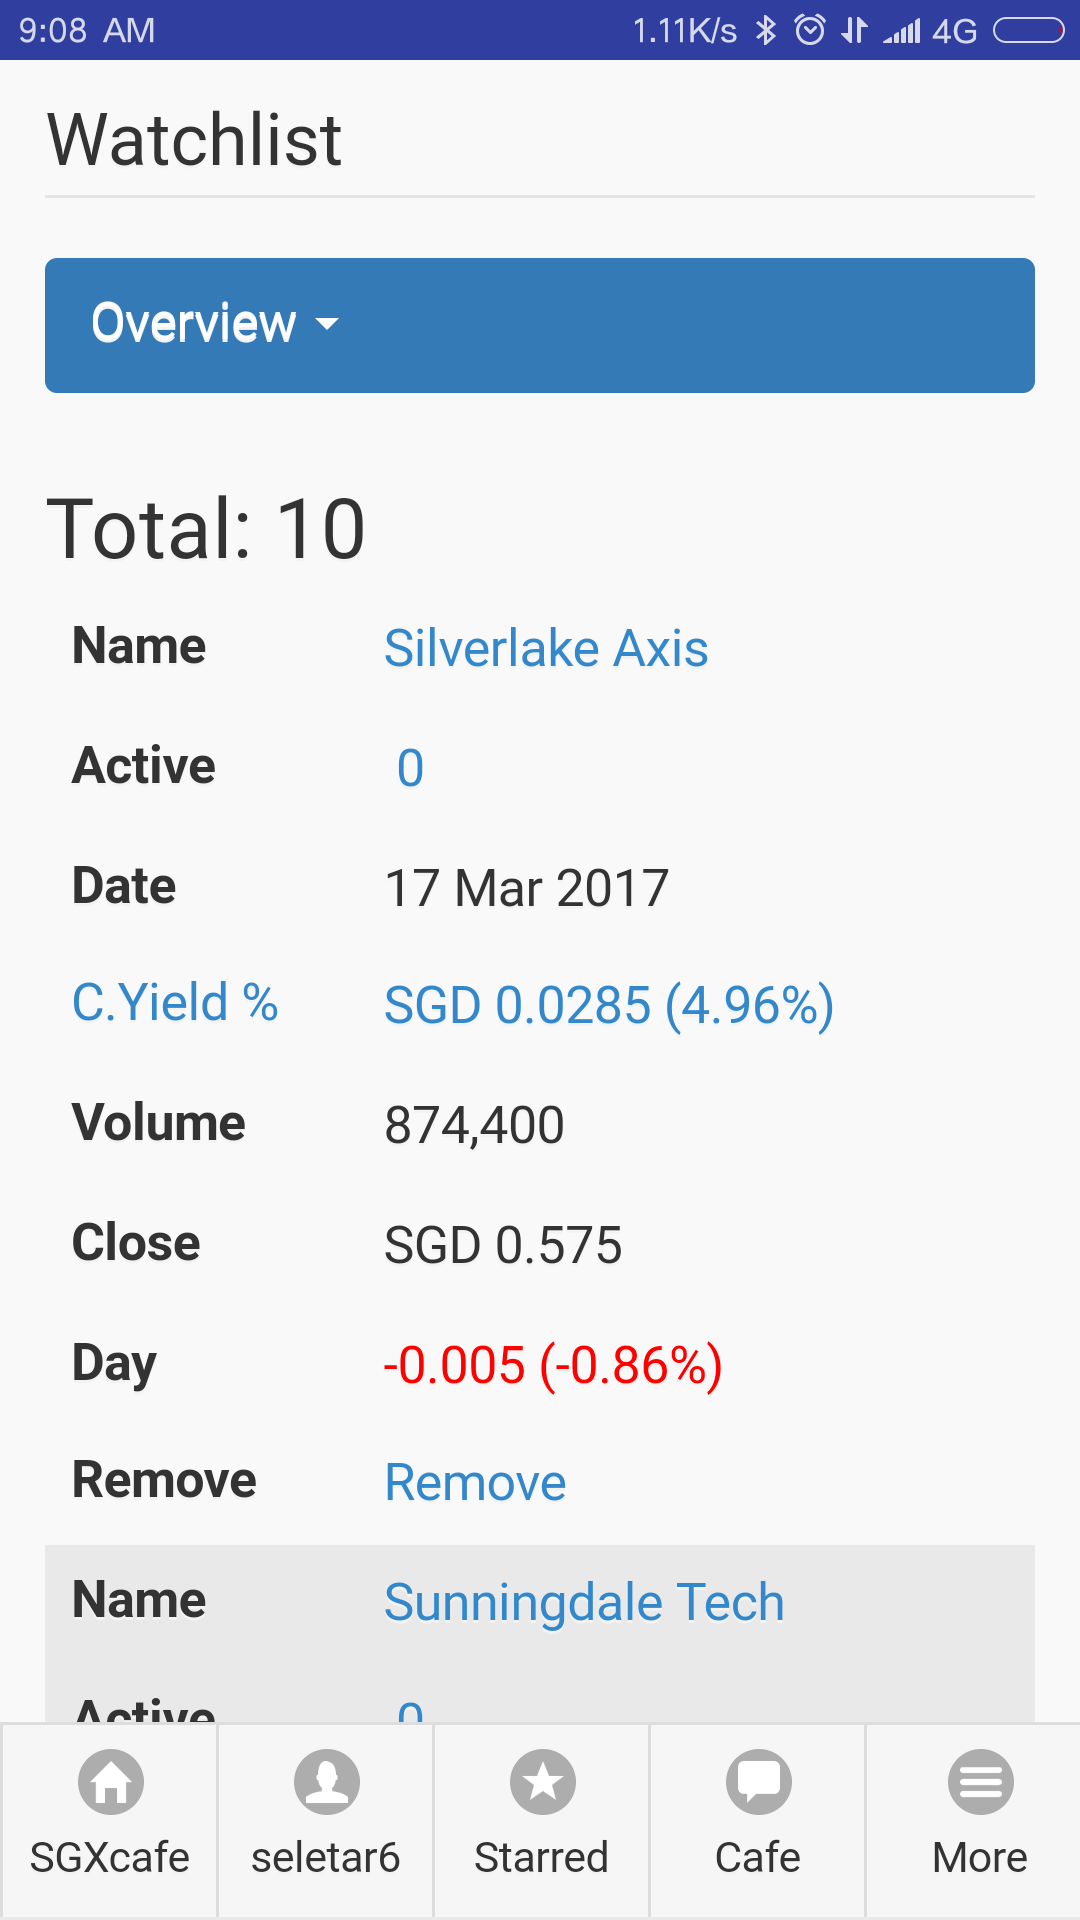 9:08 AM 1.11K/s 4G
Watchlist
Overview
Total: 10
Name Silverlake Axis
Active 0
Date 17 Mar 2017
C.Yield % SGD 0.0285 (4.96%)
Volume 874,400
Close SGD 0.575
Day -0.005 (-0.86%)
Remove Remove
Name Sunningdale Tech
Active 0
SGXcafe seletar6 Starred Cafe More